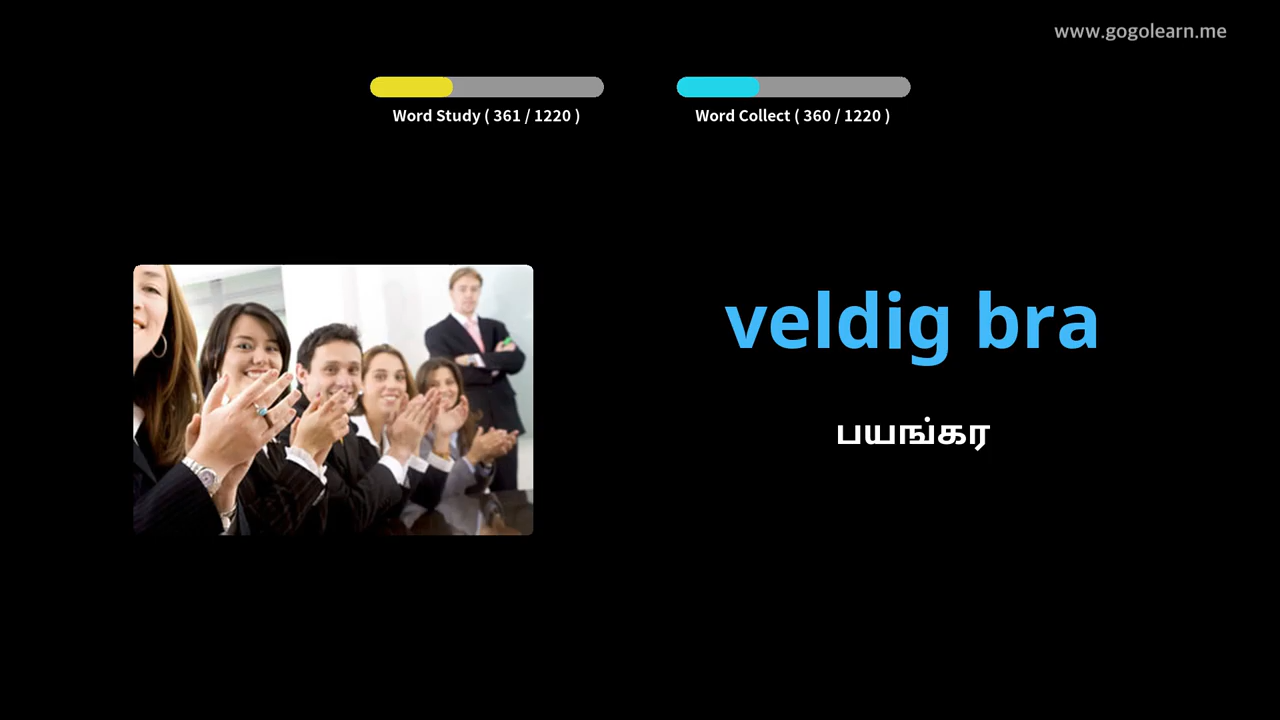 www.gogolearn.me
Word Study ( 361 / 1220 )
Word Collect ( 360 / 1220 )
veldig bra
பயங்கர